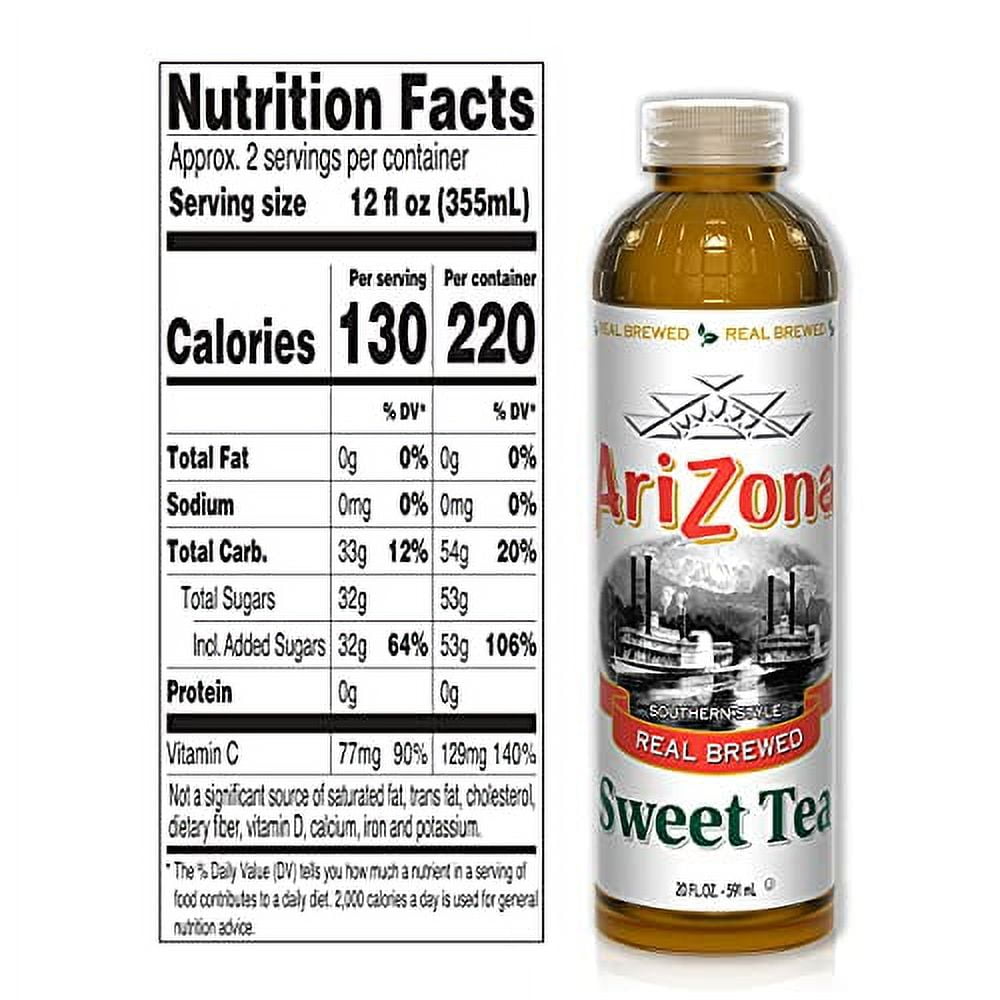 Nutrition Facts
Approx. 2 servings per container
Serving size 12 fl oz (355mL)
Per serving Per container
Calories 130 220
% DV* % DV*
Total Fat 0g 0% 0g 0%
Sodium 0mg 0% 0mg 0%
Total Carb. 33g 12% 54g 20%
Total Sugars 32g 53g
Incl. Added Sugars 32g 64% 53g 106%
Protein 0g 0g
Vitamin C 77mg 90% 129mg 140%
Not a significant source of saturated fat, trans fat, cholesterol,
dietary fiber, vitamin D, calcium, iron and potassium.
* The % Daily Value (DV) tells you how much a nutrient in a serving of
food contributes to a daily diet. 2,000 calories a day is used for general
nutrition advice.
REAL BREWED REAL BREWED
AriZona
SOUTHERN STYLE
REAL BREWED
Sweet Tea
20 FL OZ. - 591 mL